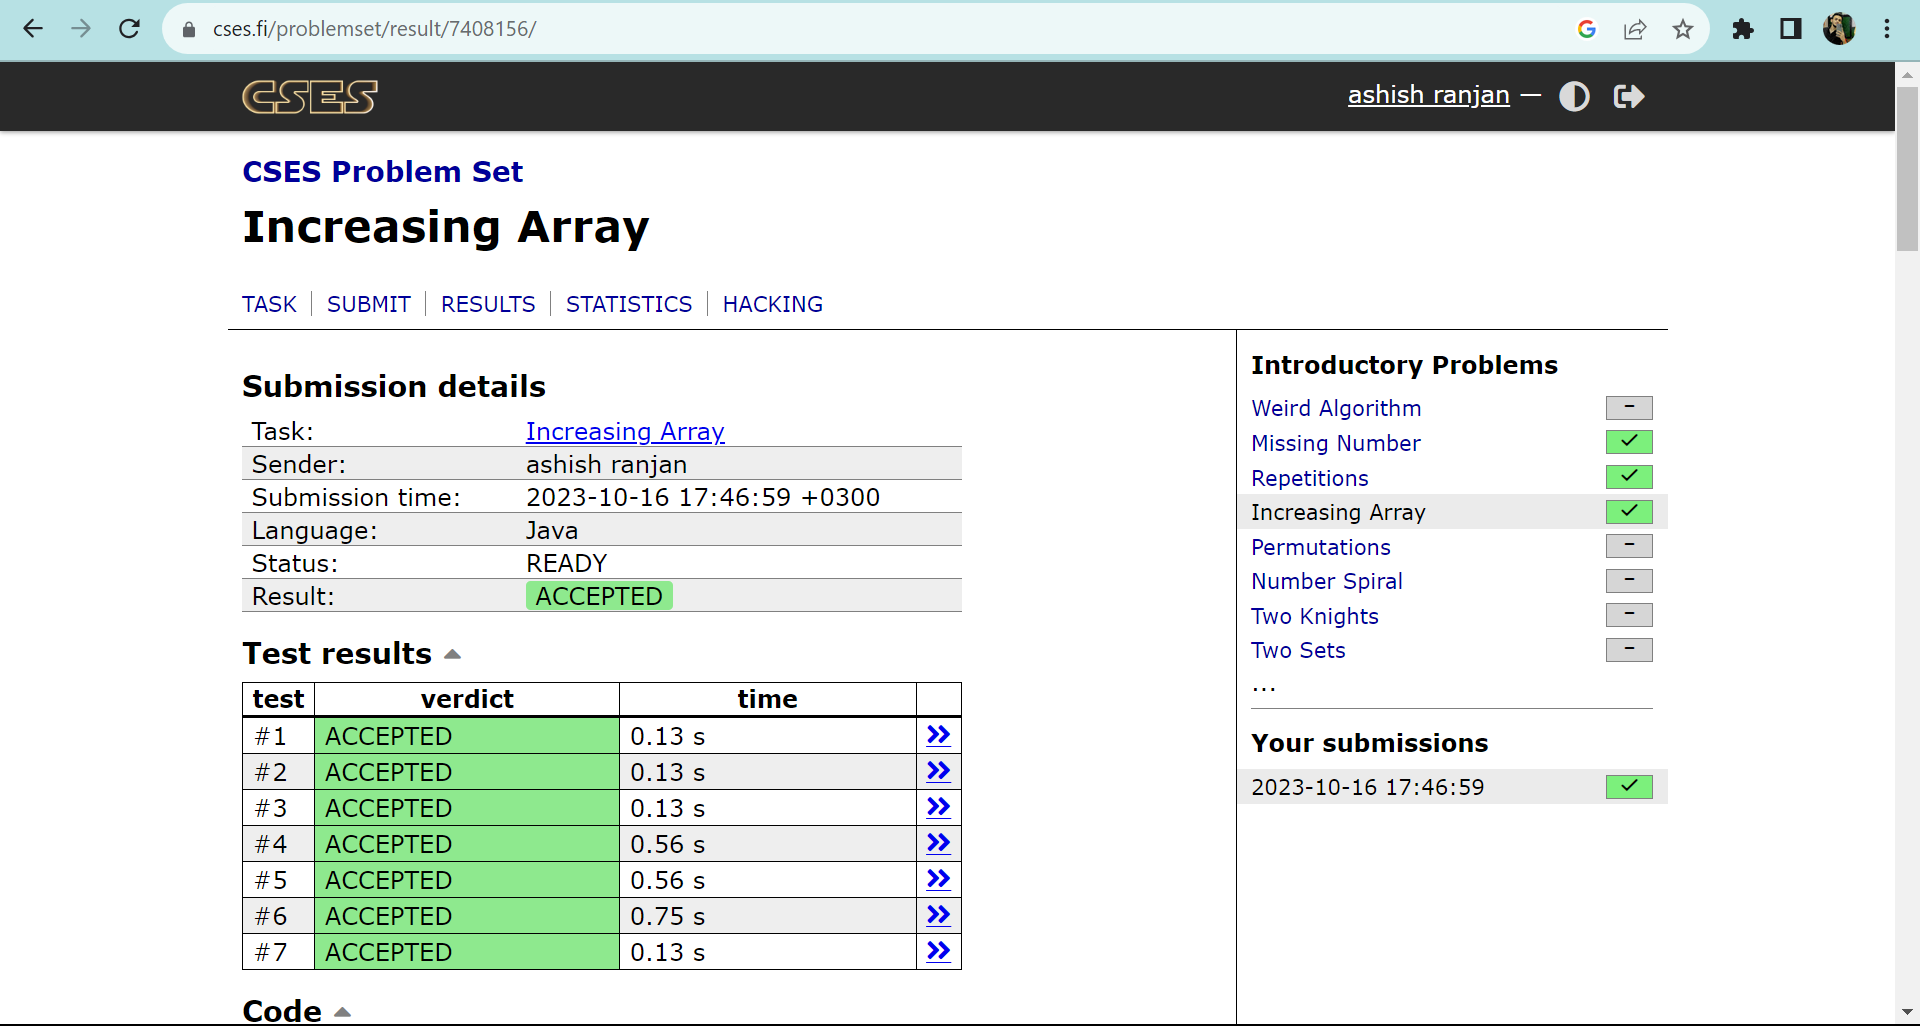 cses.fi/problemset/result/7408156/
CSES
ashish ranjan —
CSES Problem Set
Increasing Array
TASK | SUBMIT | RESULTS | STATISTICS | HACKING
Submission details
Task: Increasing Array
Sender: ashish ranjan
Submission time: 2023-10-16 17:46:59 +0300
Language: Java
Status: READY
Result: ACCEPTED
Test results
test verdict time
#1 ACCEPTED 0.13 s »
#2 ACCEPTED 0.13 s »
#3 ACCEPTED 0.13 s »
#4 ACCEPTED 0.56 s »
#5 ACCEPTED 0.56 s »
#6 ACCEPTED 0.75 s »
#7 ACCEPTED 0.13 s »
Code
Introductory Problems
Weird Algorithm –
Missing Number ✓
Repetitions ✓
Increasing Array ✓
Permutations –
Number Spiral –
Two Knights –
Two Sets –
...
Your submissions
2023-10-16 17:46:59 ✓